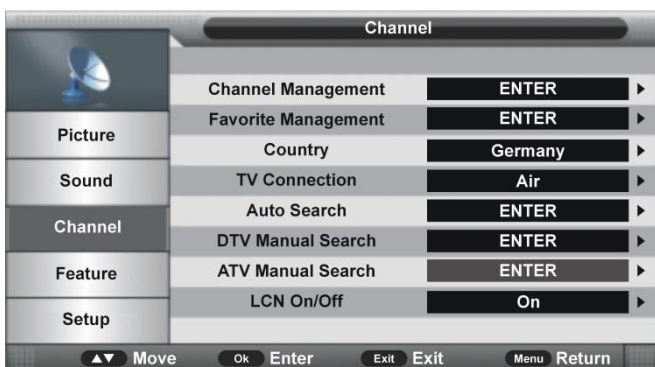 Channel
Channel Management ENTER
Favorite Management ENTER
Picture
Country Germany
Sound
TV Connection Air
Auto Search ENTER
Channel
DTV Manual Search ENTER
Feature
ATV Manual Search ENTER
LCN On/Off On
Setup
Move Ok Enter Exit Exit Menu Return